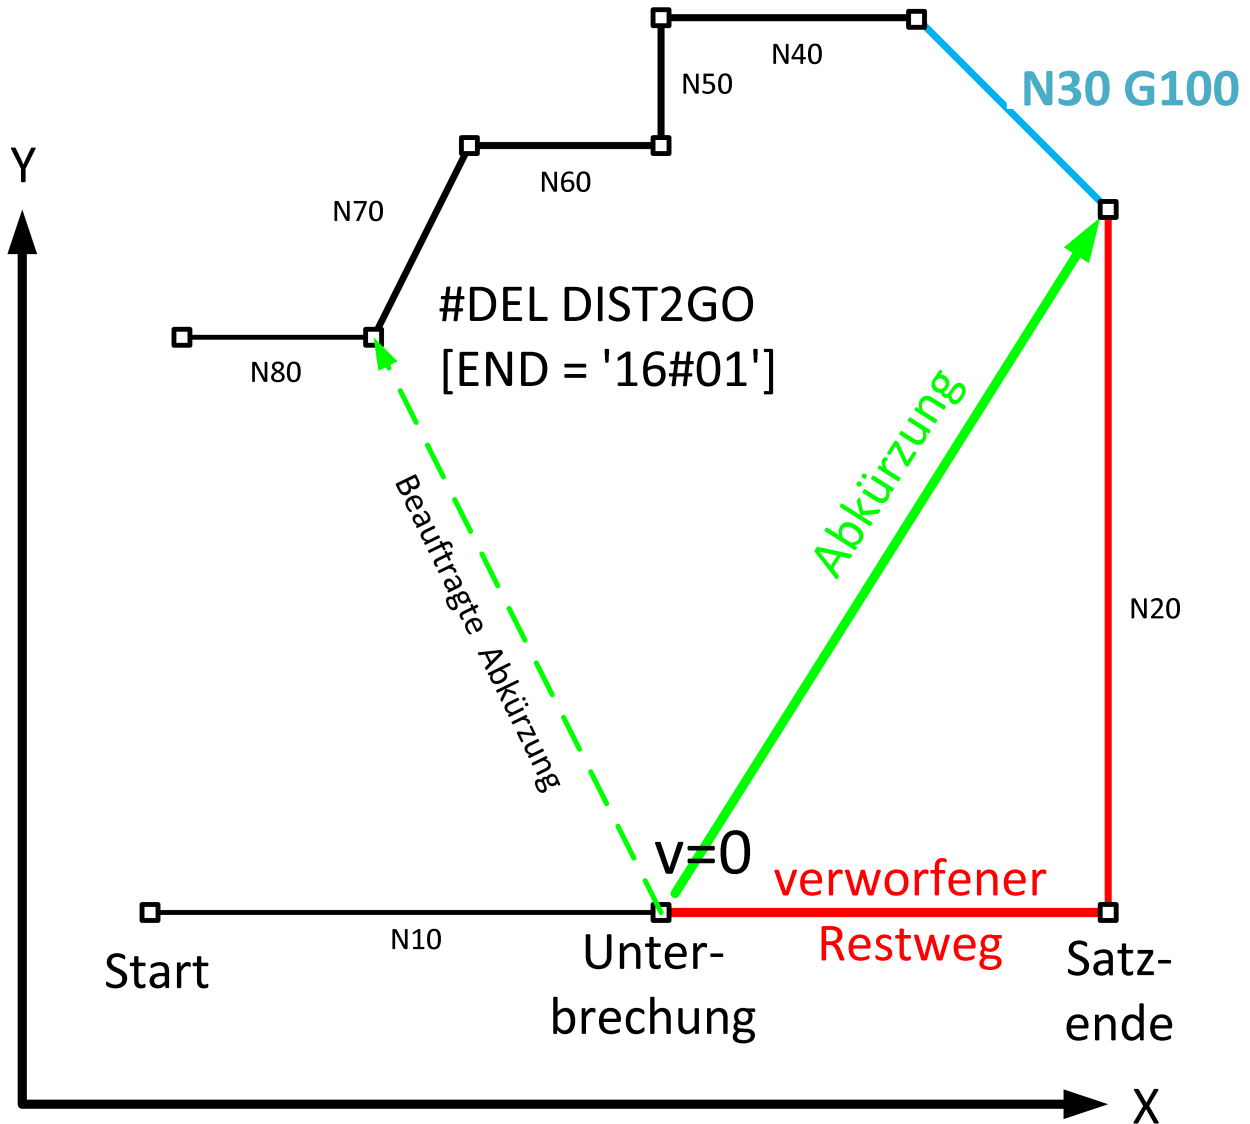 N40
N50
N30 G100
Y
N60
N70
#DEL DIST2GO
[END = '16#01']
N80
Abkürzung
Beauftragte Abkürzung
N20
v=0
verworfener
Restweg
N10
Start
Unter-
brechung
Satz-
ende
X